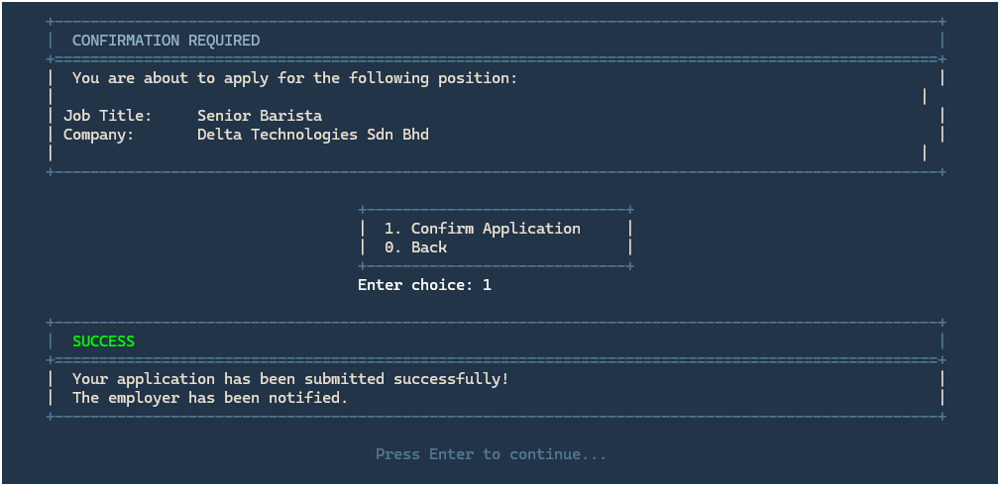 CONFIRMATION REQUIRED
You are about to apply for the following position:
Job Title: Senior Barista
Company: Delta Technologies Sdn Bhd
1. Confirm Application
0. Back
Enter choice: 1
SUCCESS
Your application has been submitted successfully!
The employer has been notified.
Press Enter to continue...